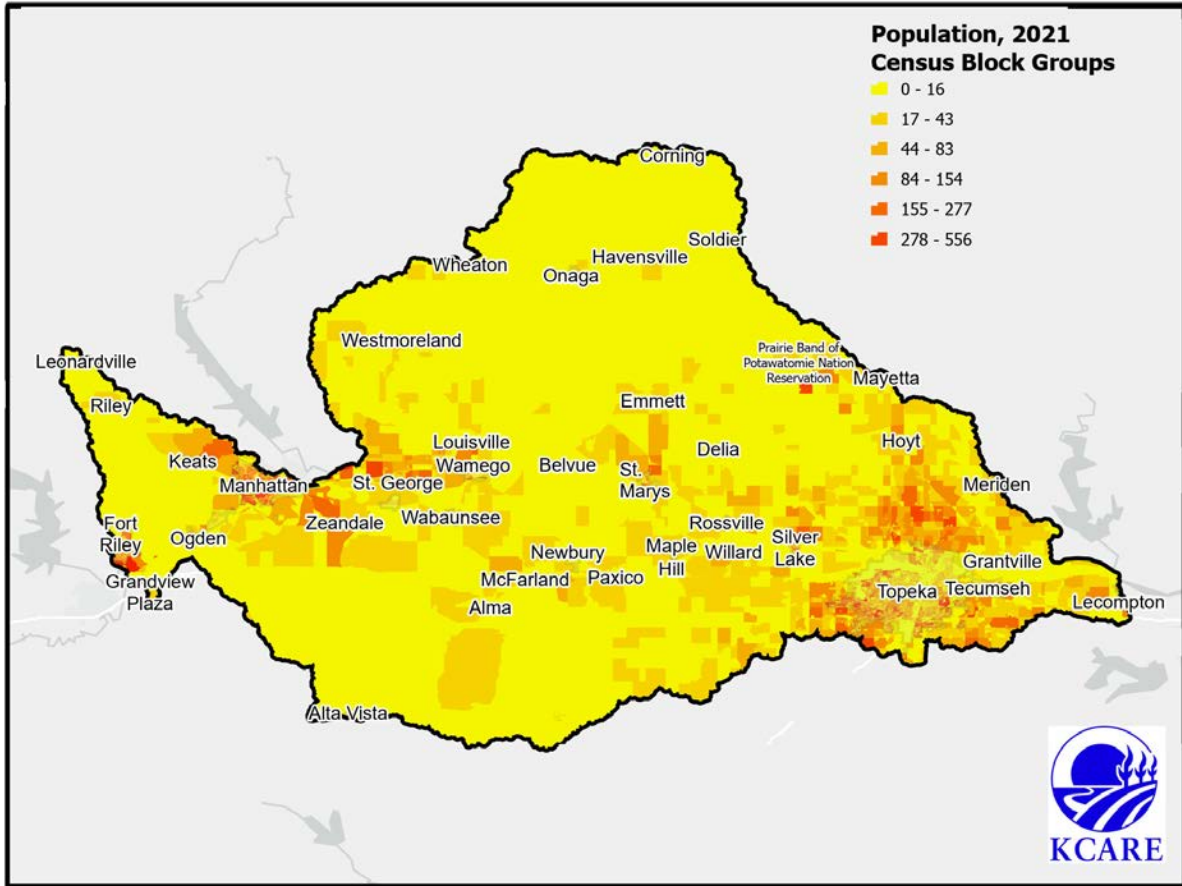 Population, 2021
Census Block Groups
0 - 16
17 - 43
44 - 83
84 - 154
155 - 277
278 - 556
Corning
Soldier
Havensville
Wheaton
Onaga
Westmoreland
Prairie Band of
Potawatomie Nation
Reservation
Leonardville
Mayetta
Riley
Emmett
Louisville
Hoyt
Delia
Keats
Wamego
Belvue
St.
Marys
St. George
Manhattan
Meriden
Zeandale
Wabaunsee
Rossville
Fort
Riley
Ogden
Silver
Lake
Maple
Hill
Willard
Newbury
Grantville
Grandview
Plaza
McFarland
Paxico
Topeka
Tecumseh
Alma
Lecompton
Alta Vista
KCARE